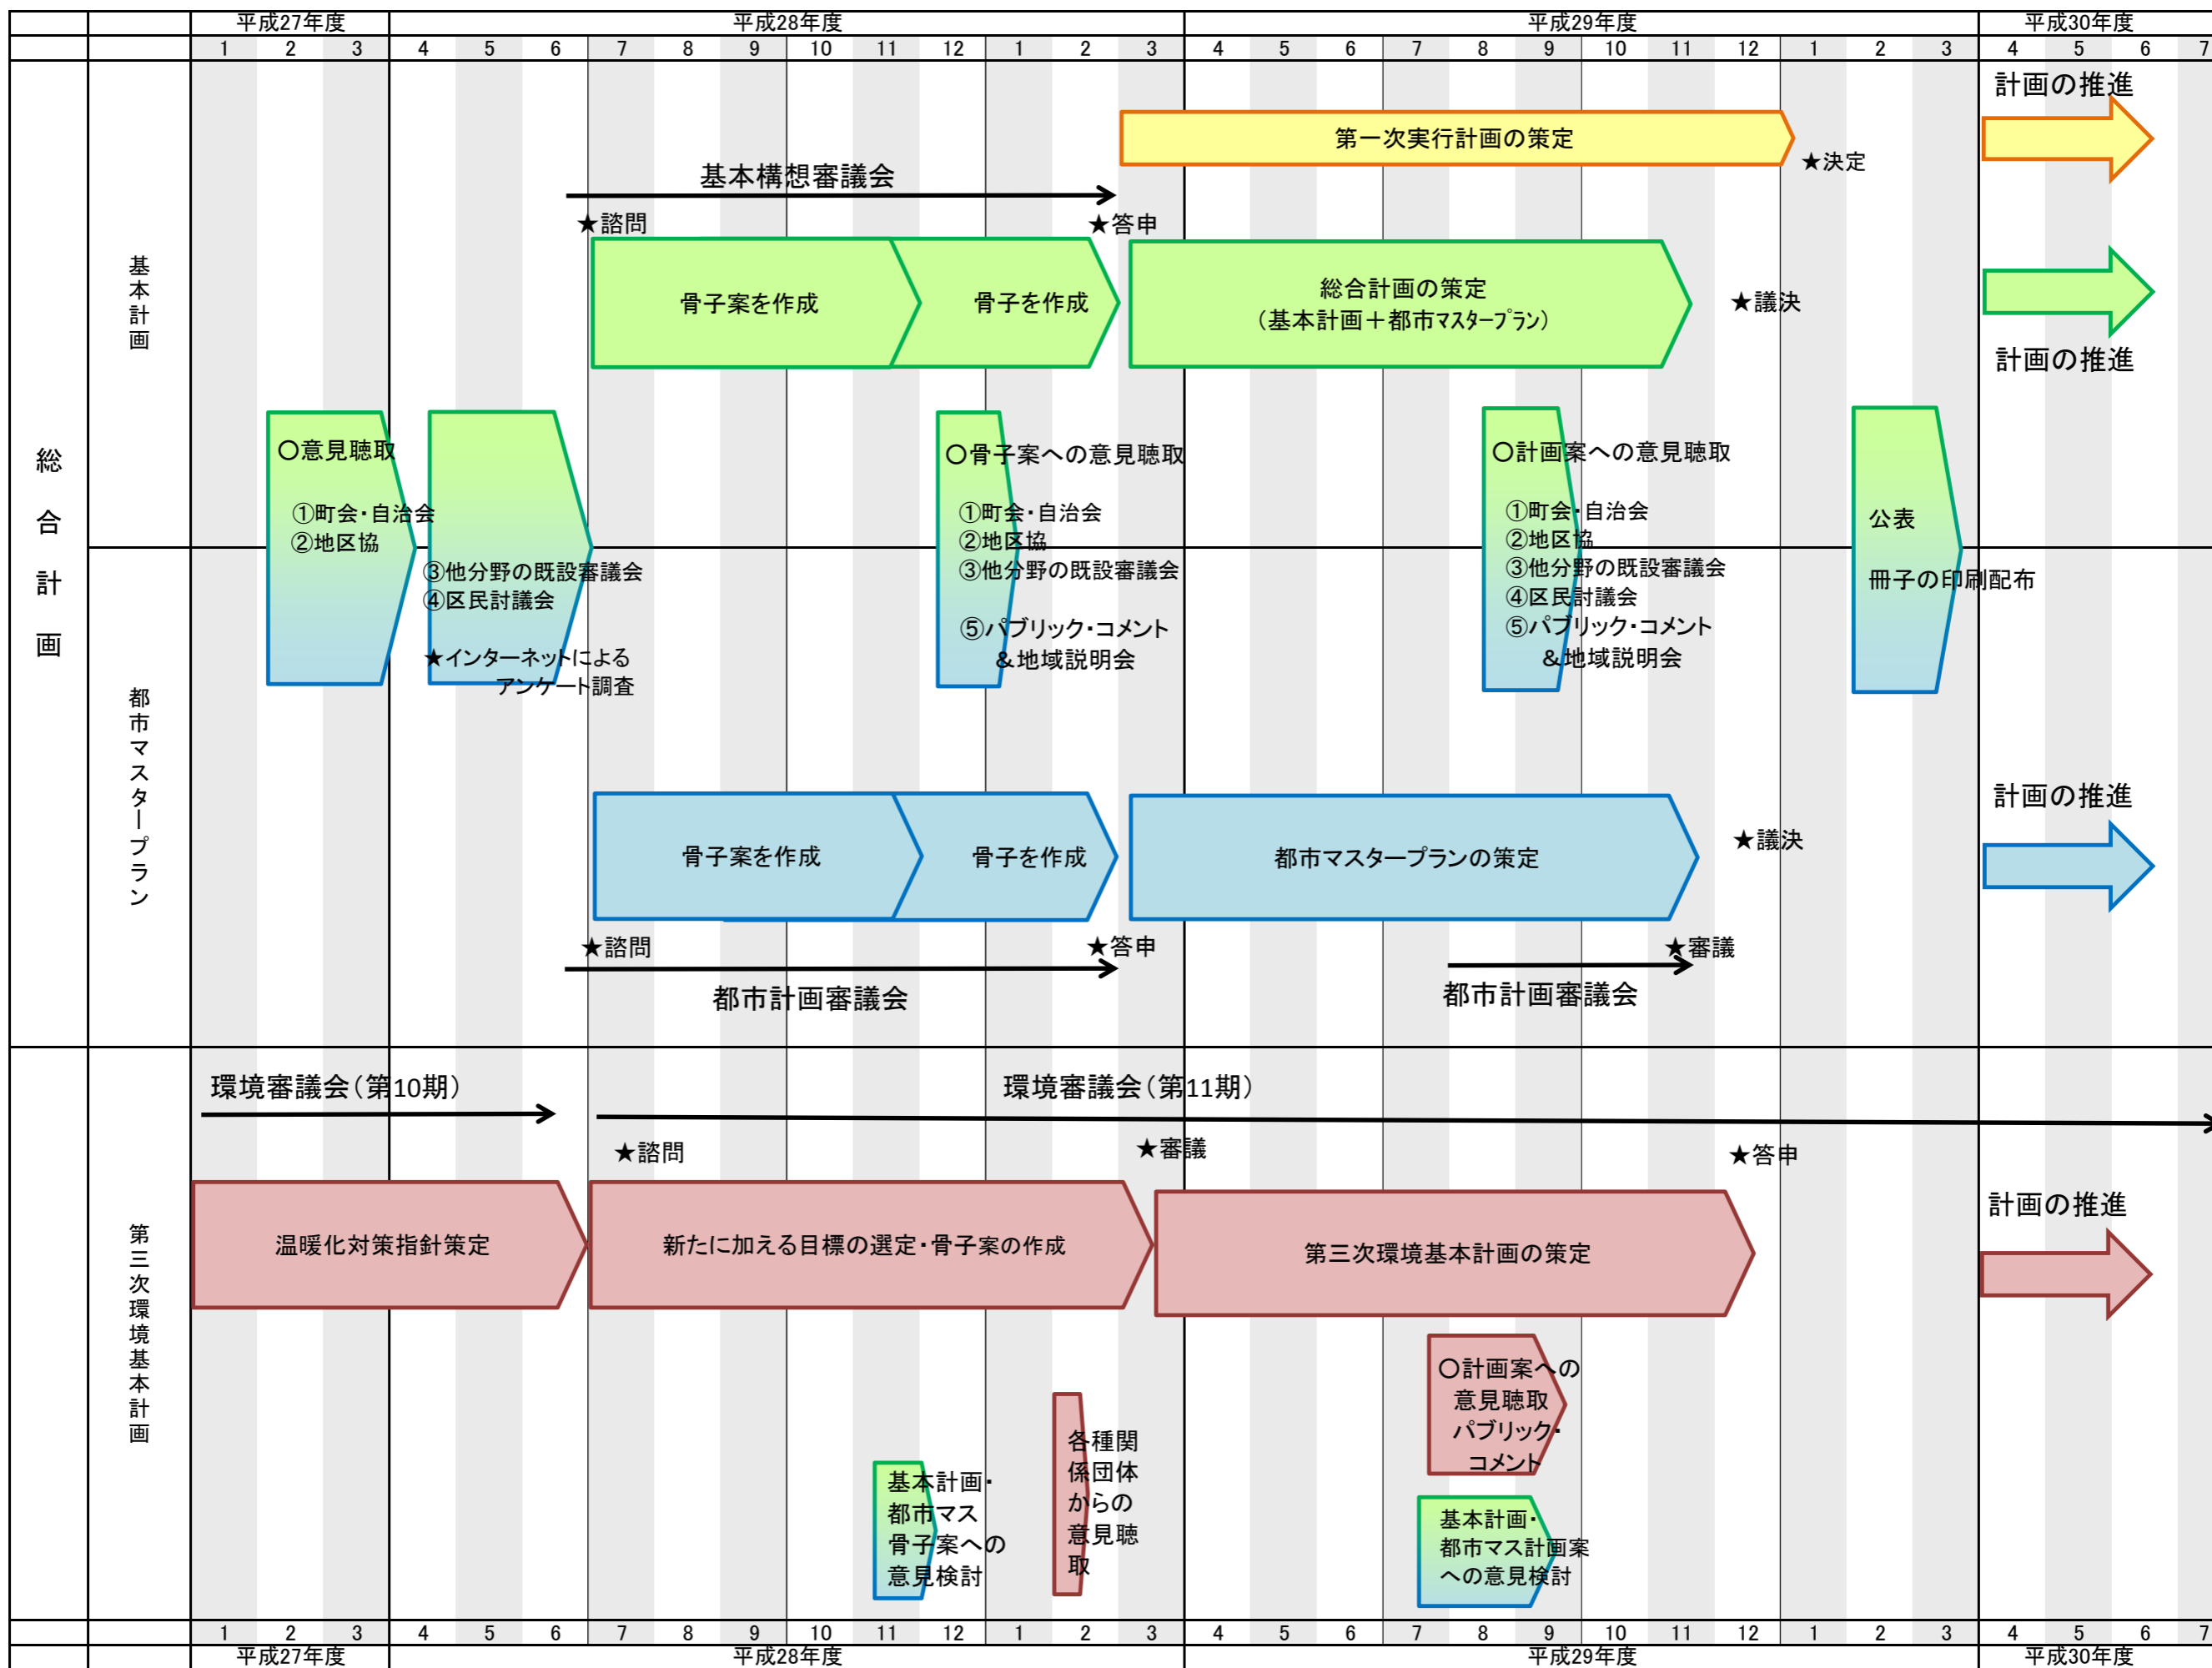 平成27年度 平成28年度 平成29年度 平成30年度
1 2 3 4 5 6 7 8 9 10 11 12 1 2 3 4 5 6 7 8 9 10 11 12 1 2 3 4 5 6 7
総合計画
基本計画
計画の推進
第一次実行計画の策定
★決定
基本構想審議会
★諮問
★答申
骨子案を作成
骨子を作成
総合計画の策定
（基本計画＋都市マスタープラン）
★議決
計画の推進
○意見聴取
①町会・自治会
②地区協
③他分野の既設審議会
④区民討議会
★インターネットによる
アンケート調査
○骨子案への意見聴取
①町会・自治会
②地区協
③他分野の既設審議会
⑤パブリック・コメント
＆地域説明会
○計画案への意見聴取
①町会・自治会
②地区協
③他分野の既設審議会
④区民討議会
⑤パブリック・コメント
＆地域説明会
公表
冊子の印刷配布
都市マスタープラン
骨子案を作成
骨子を作成
都市マスタープランの策定
★議決
計画の推進
★諮問
★答申
★審議
都市計画審議会
都市計画審議会
第三次環境基本計画
環境審議会（第10期）
環境審議会（第11期）
★諮問
★審議
★答申
温暖化対策指針策定
新たに加える目標の選定・骨子案の作成
第三次環境基本計画の策定
計画の推進
基本計画・
都市マス
骨子案への
意見検討
各種関
係団体
からの
意見聴
取
○計画案への
意見聴取
パブリック・
コメント
基本計画・
都市マス計画案
への意見検討
1 2 3 4 5 6 7 8 9 10 11 12 1 2 3 4 5 6 7 8 9 10 11 12 1 2 3 4 5 6 7
平成27年度 平成28年度 平成29年度 平成30年度